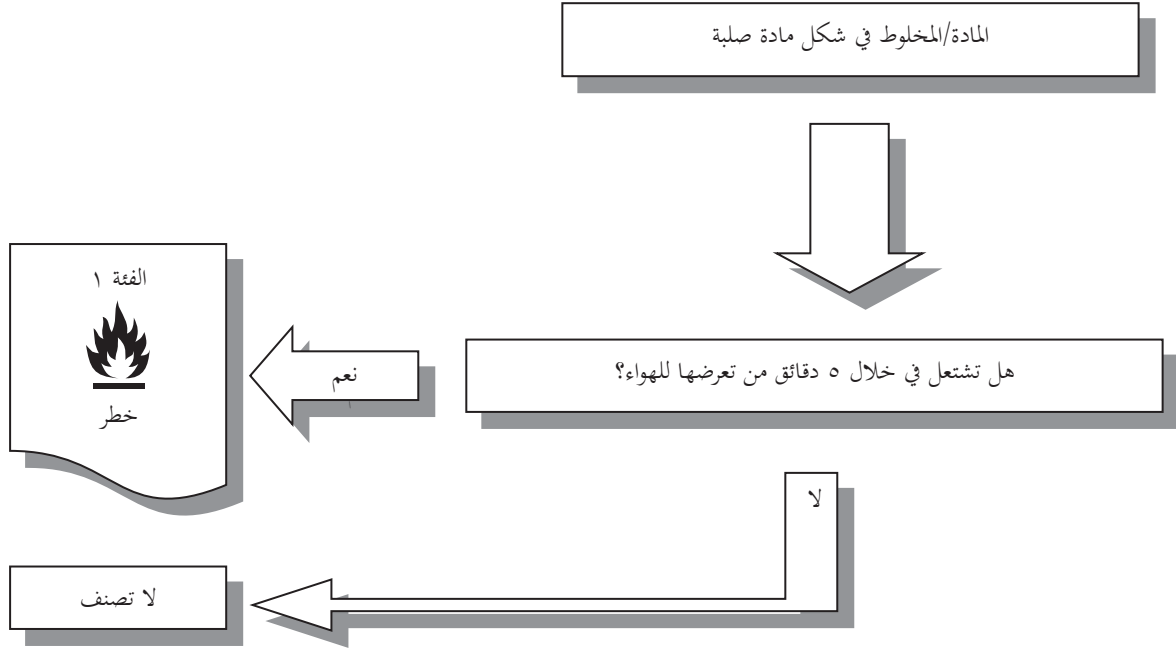 المادة/المخلوط في شكل مادة صلبة
هل تشتعل في خلال ٥ دقائق من تعرضها للهواء؟
نعم
الفئة ١
خطر
لا
لا تصنف